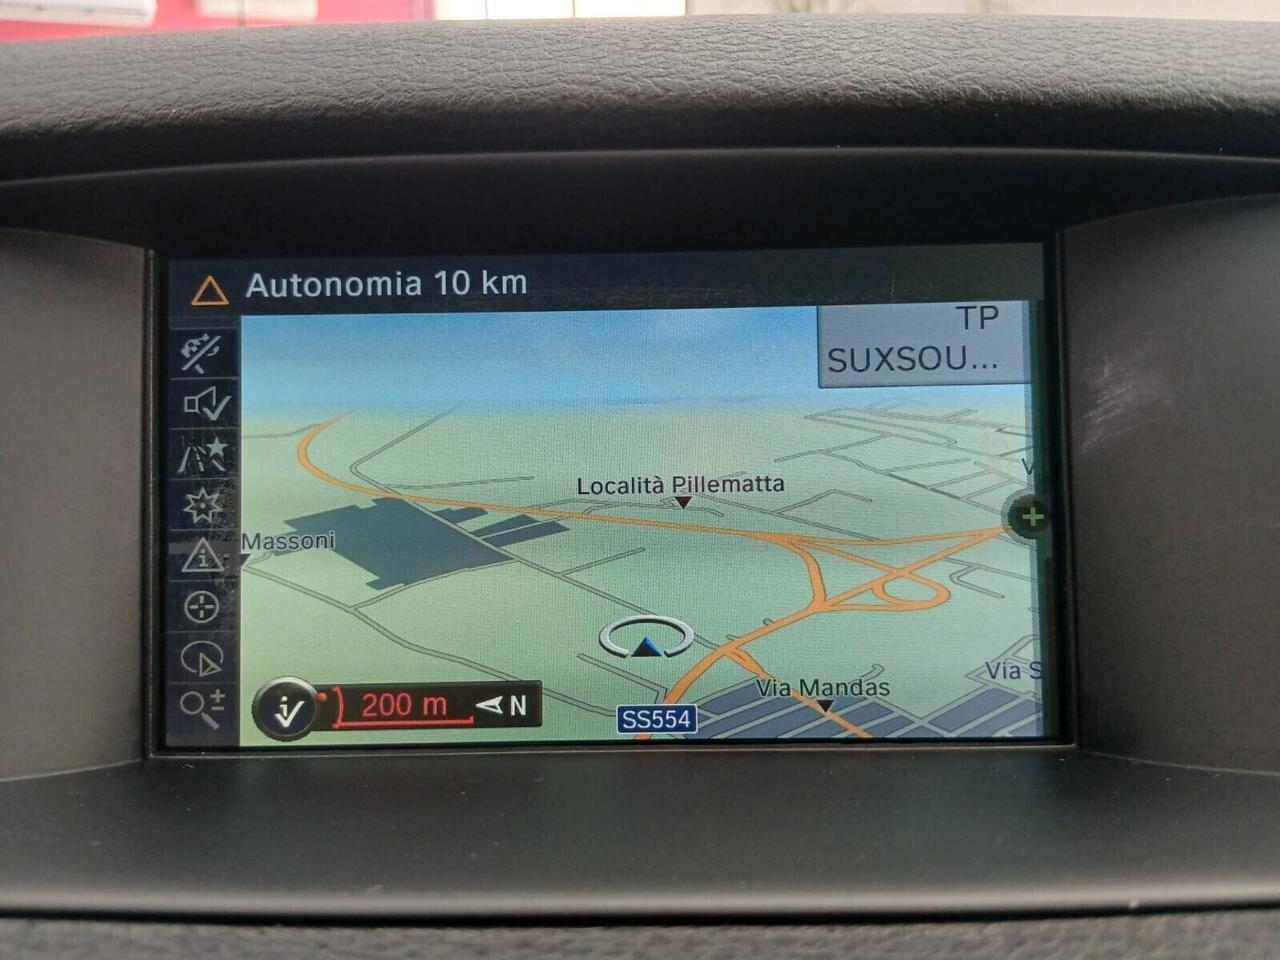 Autonomia 10 km
TP
SUXSOU...
Località Pillematta
V
Massoni
Via S
Via Mandas
200 m
N
SS554